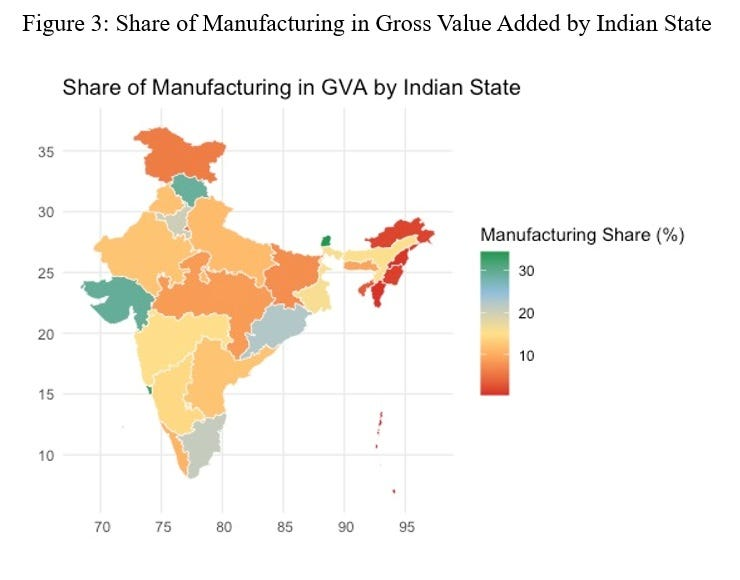 Figure 3: Share of Manufacturing in Gross Value Added by Indian State
Share of Manufacturing in GVA by Indian State
35
30
25
20
15
10
70 75 80 85 90 95
Manufacturing Share (%)
30
20
10